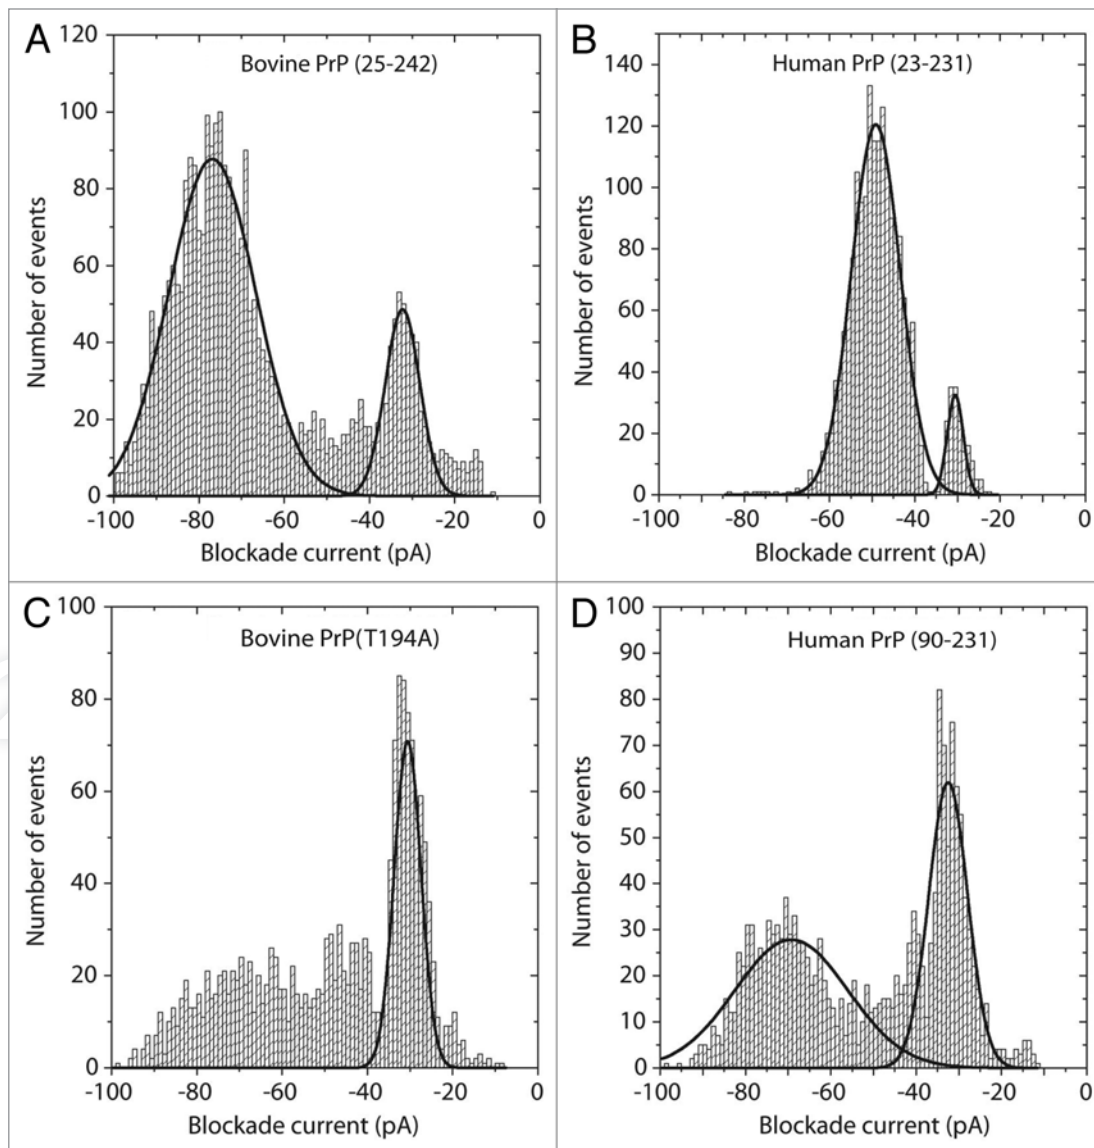 A
Bovine PrP (25-242)
Number of events
120
100
80
60
40
20
0
-100 -80 -60 -40 -20 0
Blockade current (pA)
B
Human PrP (23-231)
Number of events
140
120
100
80
60
40
20
0
-100 -80 -60 -40 -20 0
Blockade current (pA)
C
Bovine PrP(T194A)
Number of events
100
80
60
40
20
0
-100 -80 -60 -40 -20 0
Blockade current (pA)
D
Human PrP (90-231)
Number of events
100
90
80
70
60
50
40
30
20
10
0
-100 -80 -60 -40 -20 0
Blockade current (pA)